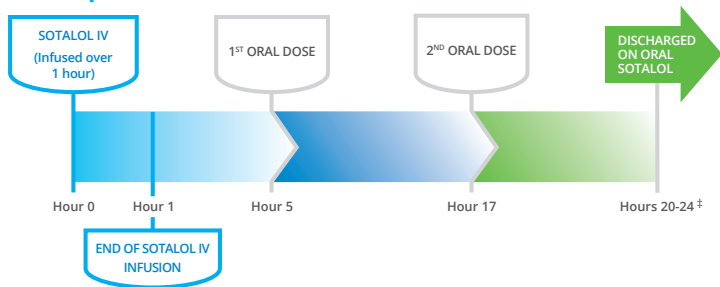 SOTALOL IV
(Infused over
1 hour)
1ST ORAL DOSE
2ND ORAL DOSE
DISCHARGED
ON ORAL
SOTALOL
Hour 0
Hour 1
Hour 5
Hour 17
Hours 20-24 ‡
END OF SOTALOL IV
INFUSION